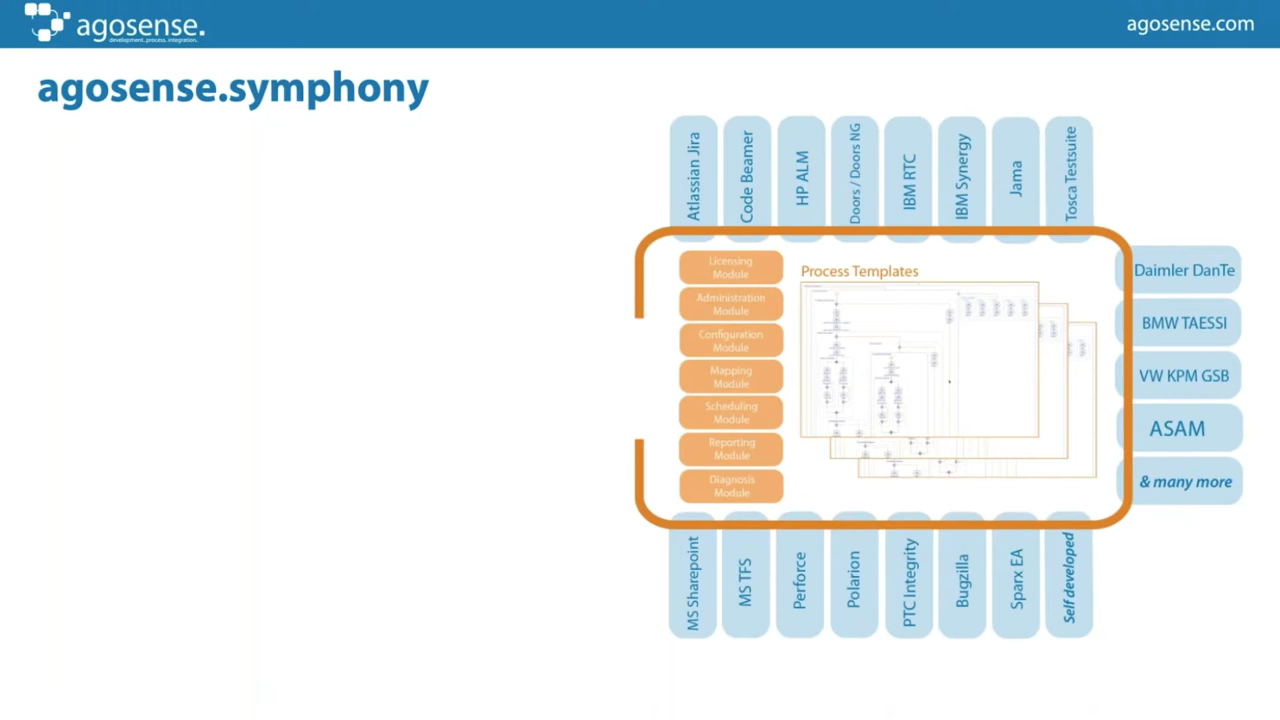 agosense.
development. process. integration.
agosense.com
agosense.symphony
Atlassian Jira
Code Beamer
HP ALM
Doors / Doors NG
IBM RTC
IBM Synergy
Jama
Tosca Testsuite
Licensing
Module
Administration
Module
Configuration
Module
Mapping
Module
Scheduling
Module
Reporting
Module
Diagnosis
Module
Process Templates
Daimler DanTe
BMW TAESSI
VW KPM GSB
ASAM
& many more
MS Sharepoint
MS TFS
Perforce
Polarion
PTC Integrity
Bugzilla
Sparx EA
Self developed